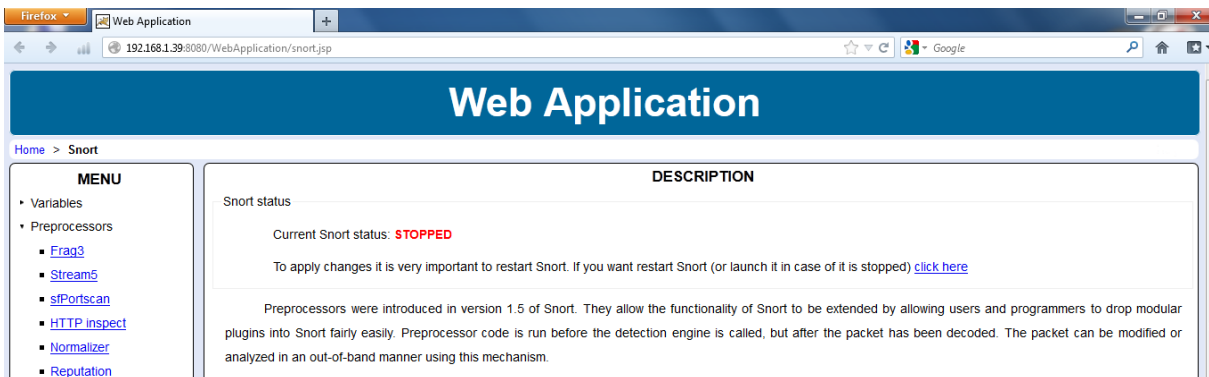 Firefox
Web Application
192.168.1.39:8080/WebApplication/snort.jsp
Google
Web Application
Home > Snort
MENU
Variables
Preprocessors
Frag3
Stream5
sfPortscan
HTTP inspect
Normalizer
Reputation
DESCRIPTION
Snort status
Current Snort status: STOPPED
To apply changes it is very important to restart Snort. If you want restart Snort (or launch it in case of it is stopped) click here
Preprocessors were introduced in version 1.5 of Snort. They allow the functionality of Snort to be extended by allowing users and programmers to drop modular
plugins into Snort fairly easily. Preprocessor code is run before the detection engine is called, but after the packet has been decoded. The packet can be modified or
analyzed in an out-of-band manner using this mechanism.